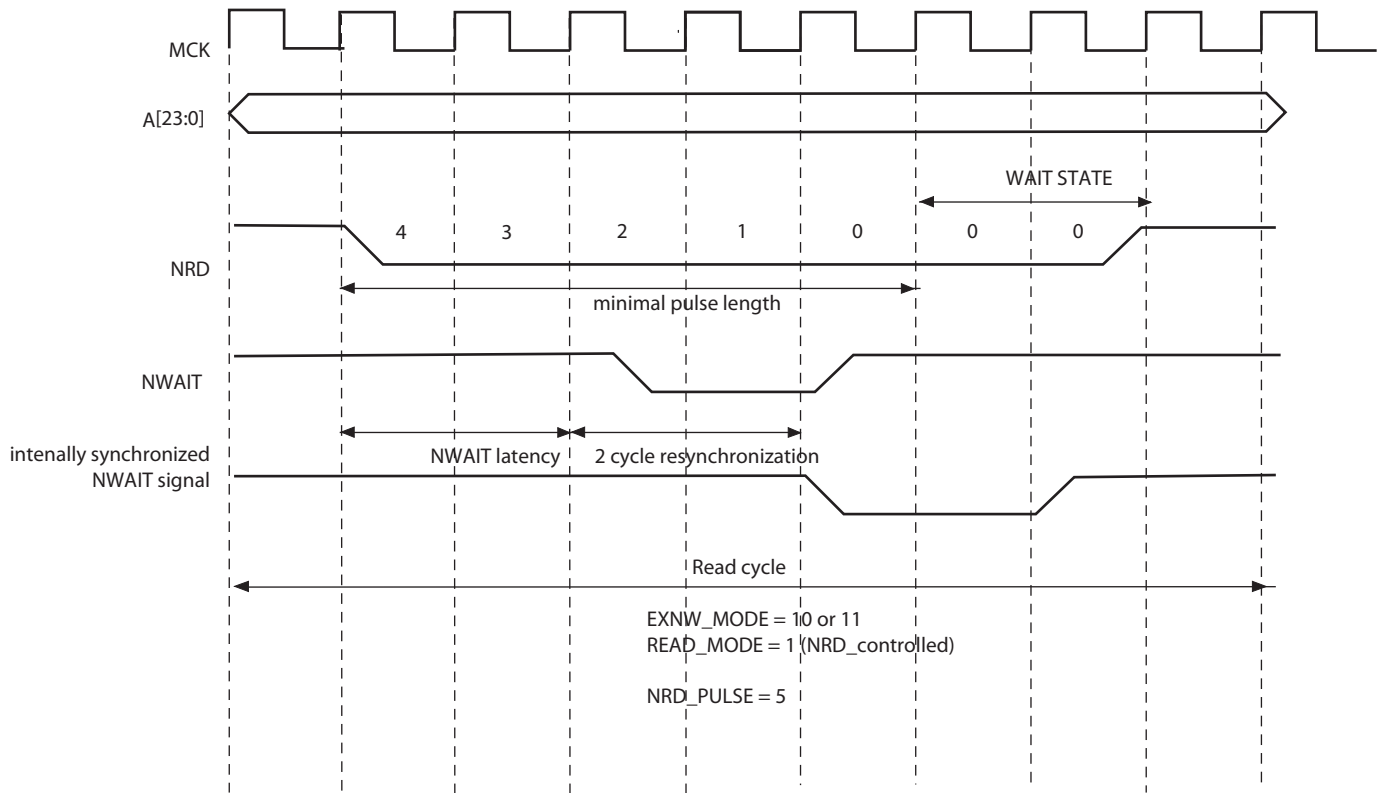 MCK
A[23:0]
WAIT STATE
4 3 2 1 0 0 0
NRD
minimal pulse length
NWAIT
intenally synchronized
NWAIT signal
NWAIT latency
2 cycle resynchronization
Read cycle
EXNW_MODE = 10 or 11
READ_MODE = 1 (NRD_controlled)
NRD_PULSE = 5